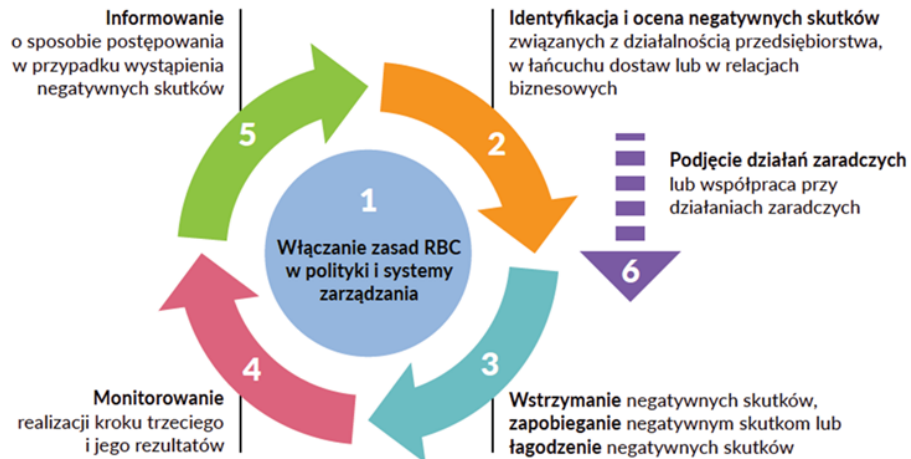 Informowanie
o sposobie postępowania
w przypadku wystąpienia
negatywnych skutków
5
Identyfikacja i ocena negatywnych skutków
związanych z działalnością przedsiębiorstwa,
w łańcuchu dostaw lub w relacjach
biznesowych
2
Podjęcie działań zaradczych
lub współpraca przy
działaniach zaradczych
6
1
Włączanie zasad RBC
w polityki i systemy
zarządzania
4
3
Monitorowanie
realizacji kroku trzeciego
i jego rezultatów
Wstrzymanie negatywnych skutków,
zapobieganie negatywnym skutkom lub
łagodzenie negatywnych skutków